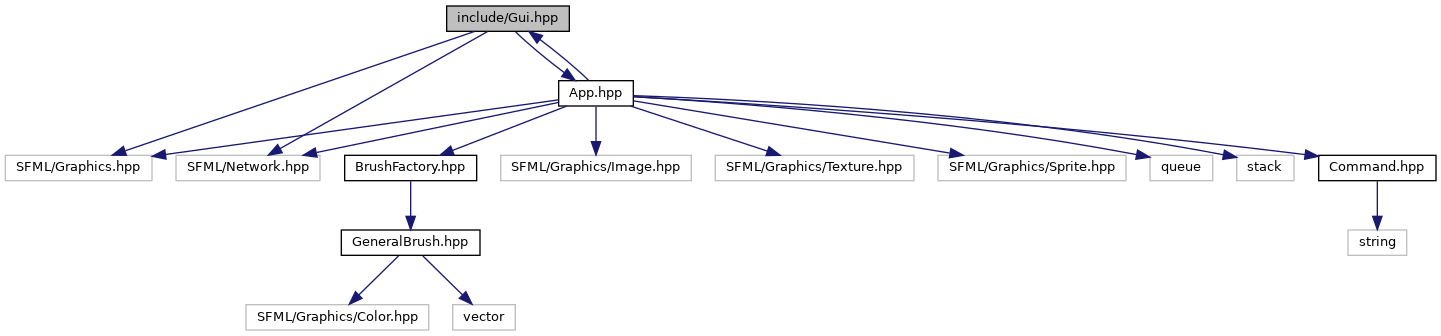 include/Gui.hpp
App.hpp
SFML/Graphics.hpp
SFML/Network.hpp
BrushFactory.hpp
SFML/Graphics/Image.hpp
SFML/Graphics/Texture.hpp
SFML/Graphics/Sprite.hpp
queue
stack
Command.hpp
GeneralBrush.hpp
string
SFML/Graphics/Color.hpp
vector